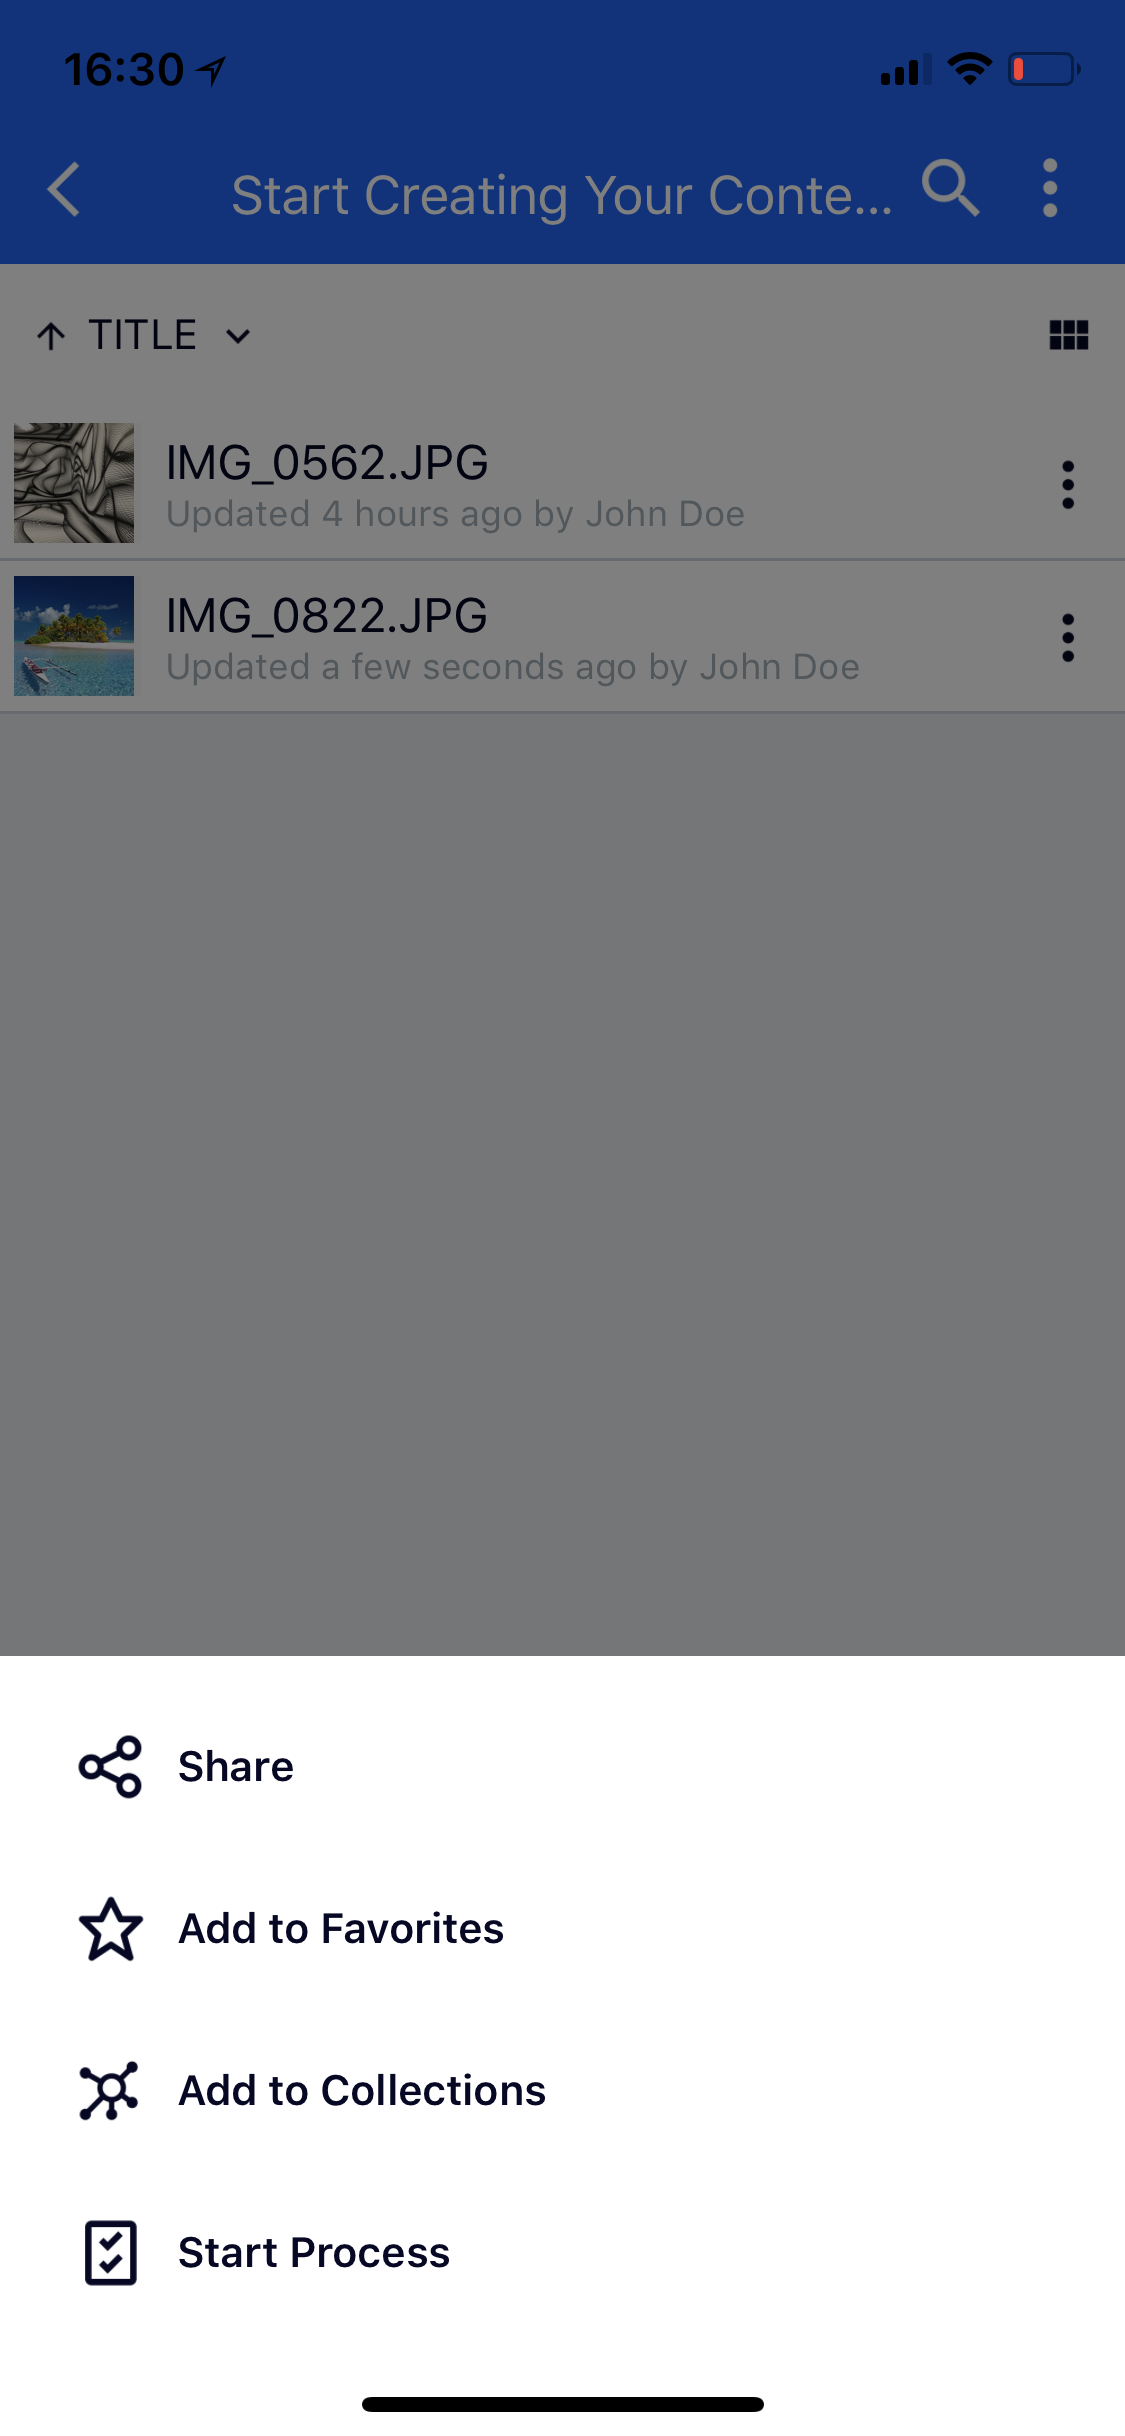 16:30
Start Creating Your Conte...
TITLE
IMG_0562.JPG
Updated 4 hours ago by John Doe
IMG_0822.JPG
Updated a few seconds ago by John Doe
Share
Add to Favorites
Add to Collections
Start Process